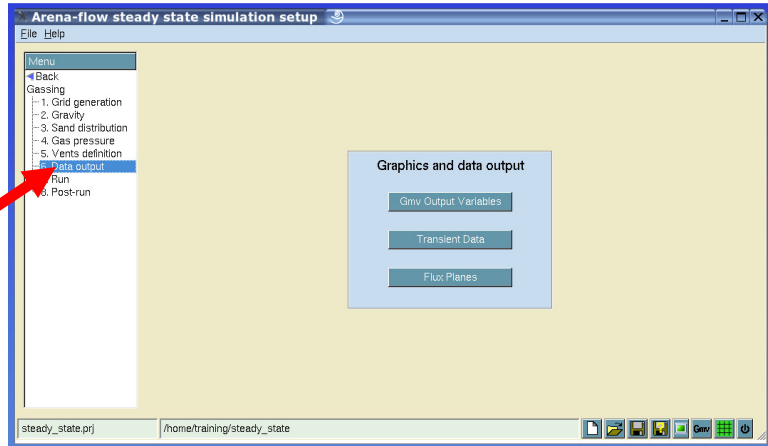 Arena-flow steady state simulation setup
File Help
Menu
Back
Gassing
1. Grid generation
2. Gravity
3. Sand distribution
4. Gas pressure
5. Vents definition
6. Data output
Run
8. Post-run
Graphics and data output
Gmv Output Variables
Transient Data
Flux Planes
steady_state.prj
/home/training/steady_state
Gmv